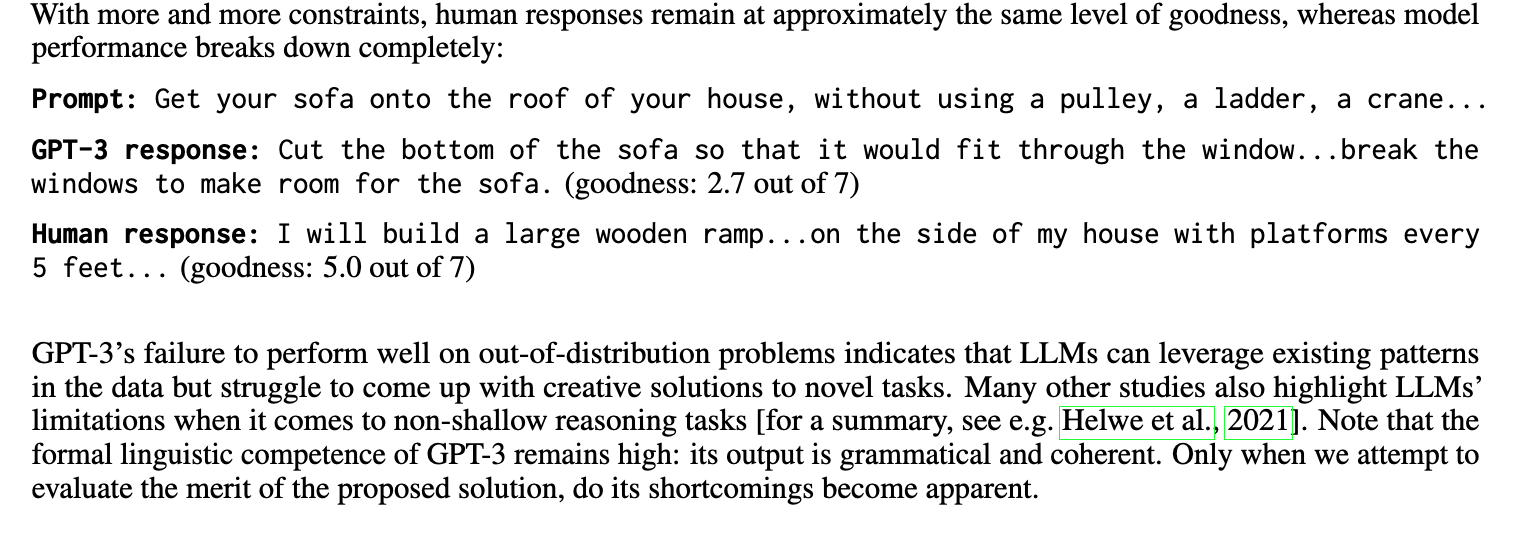 With more and more constraints, human responses remain at approximately the same level of goodness, whereas model
performance breaks down completely:
Prompt: Get your sofa onto the roof of your house, without using a pulley, a ladder, a crane...
GPT-3 response: Cut the bottom of the sofa so that it would fit through the window...break the
windows to make room for the sofa. (goodness: 2.7 out of 7)
Human response: I will build a large wooden ramp...on the side of my house with platforms every
5 feet... (goodness: 5.0 out of 7)
GPT-3’s failure to perform well on out-of-distribution problems indicates that LLMs can leverage existing patterns
in the data but struggle to come up with creative solutions to novel tasks. Many other studies also highlight LLMs’
limitations when it comes to non-shallow reasoning tasks [for a summary, see e.g. Helwe et al., 2021]. Note that the
formal linguistic competence of GPT-3 remains high: its output is grammatical and coherent. Only when we attempt to
evaluate the merit of the proposed solution, do its shortcomings become apparent.